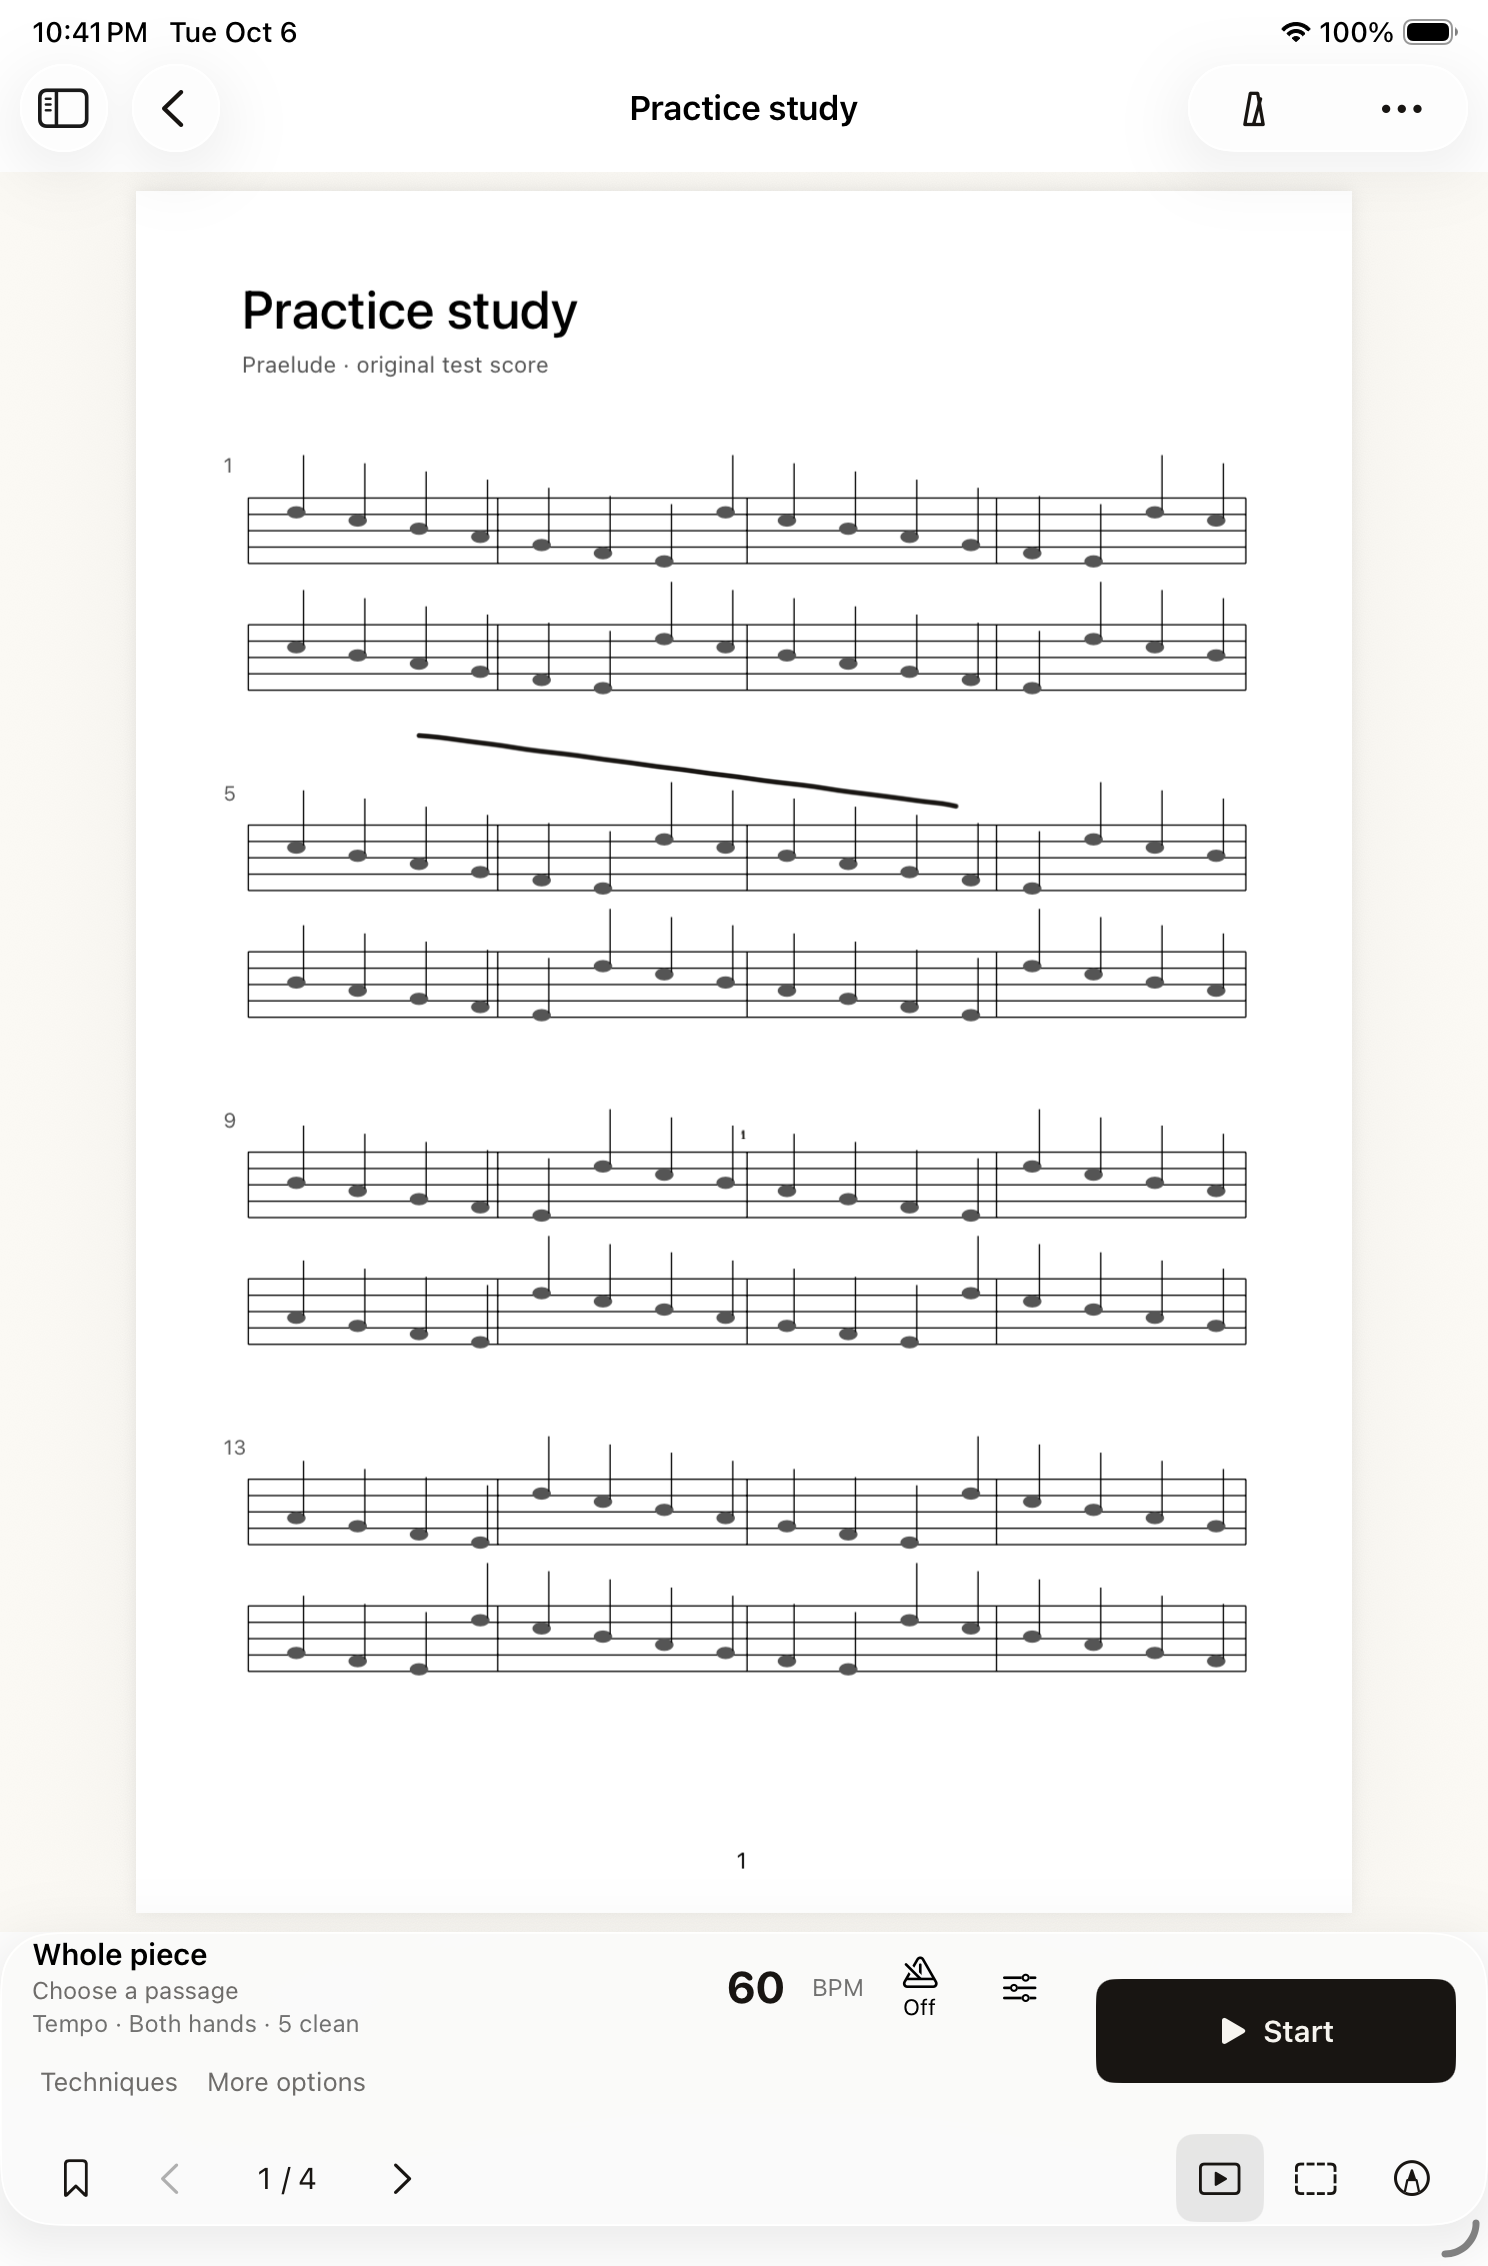 10:41 PM Tue Oct 6
100%
Practice study
Practice study
Praelude · original test score
1
5
9
1
13
1
Whole piece
Choose a passage
Tempo · Both hands · 5 clean
60 BPM
Off
Start
Techniques More options
1 / 4